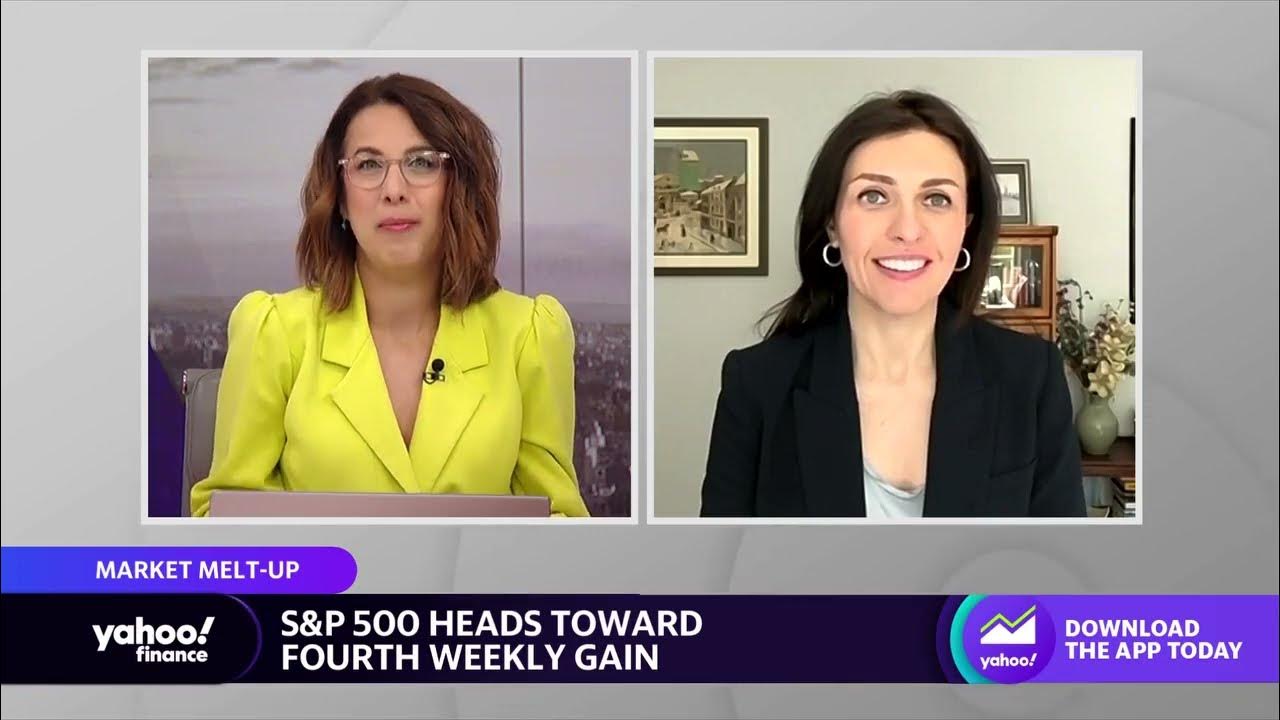 MARKET MELT-UP
yahoo!
finance
S&P 500 HEADS TOWARD
FOURTH WEEKLY GAIN
yahoo!
DOWNLOAD
THE APP TODAY